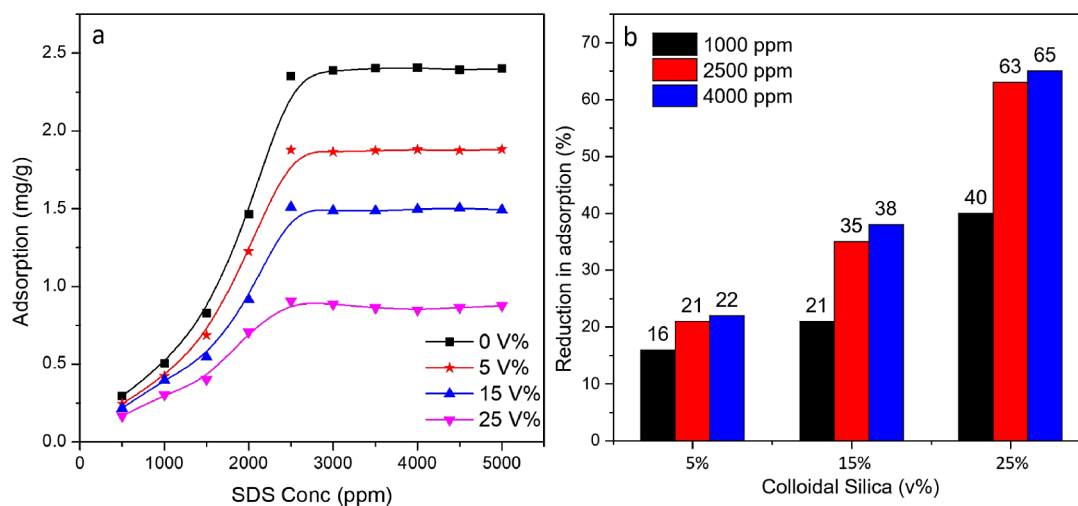 a
Adsorption (mg/g)
2.5
2.0
1.5
1.0
0.5
0.0
0 V%
5 V%
15 V%
25 V%
0 1000 2000 3000 4000 5000
SDS Conc (ppm)
b
Reduction in adsorption (%)
70
60
50
40
30
20
10
0
1000 ppm
2500 ppm
4000 ppm
16 21 22
21 35 38
40 63 65
5% 15% 25%
Colloidal Silica (v%)